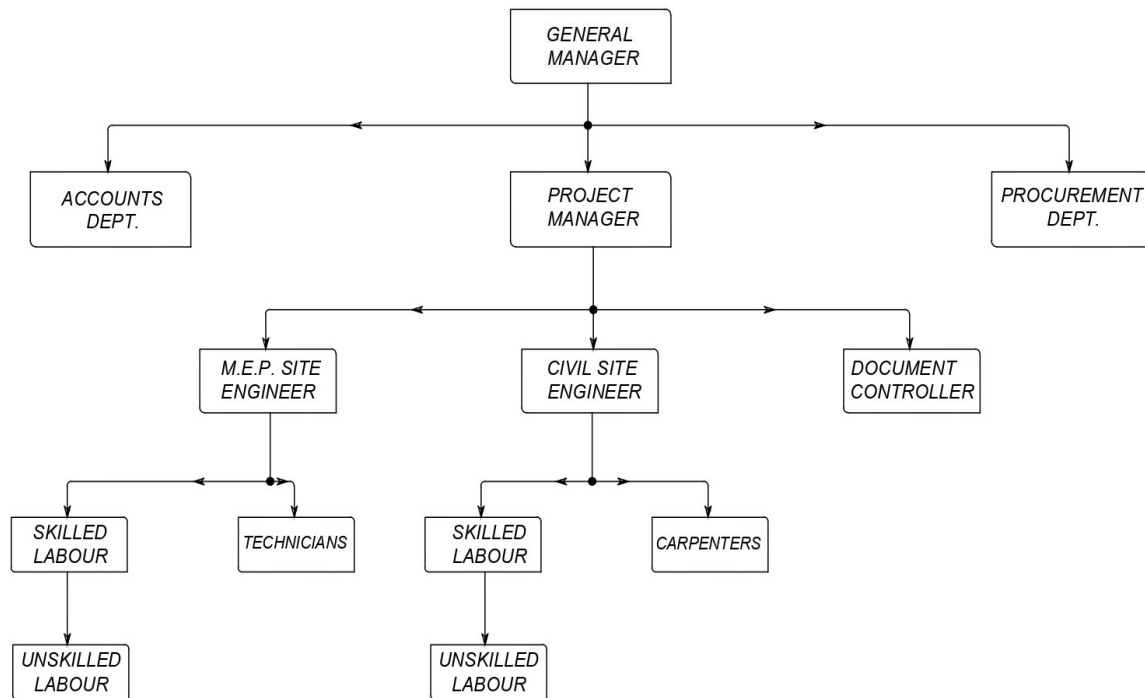 GENERAL
MANAGER
ACCOUNTS
DEPT.
PROJECT
MANAGER
PROCUREMENT
DEPT.
M.E.P. SITE
ENGINEER
CIVIL SITE
ENGINEER
DOCUMENT
CONTROLLER
SKILLED
LABOUR
TECHNICIANS
SKILLED
LABOUR
CARPENTERS
UNSKILLED
LABOUR
UNSKILLED
LABOUR